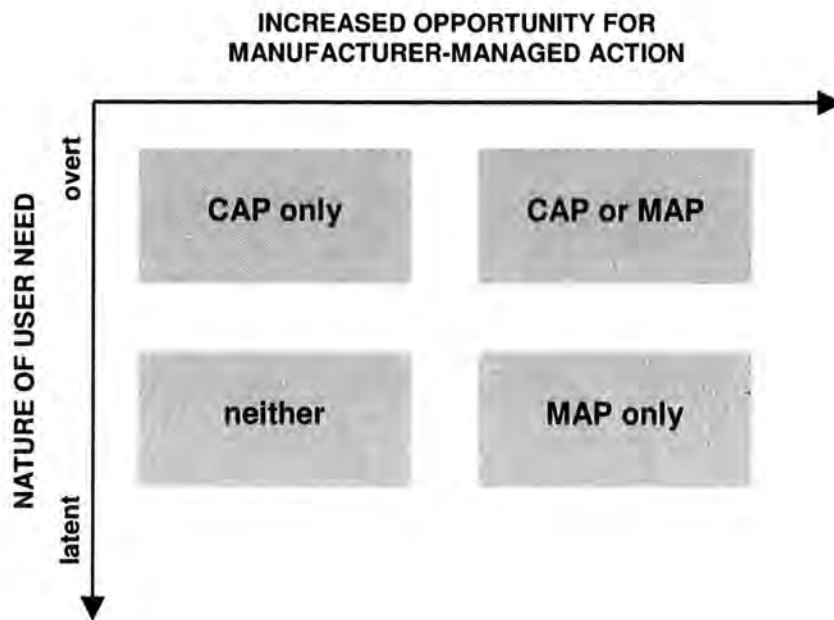 INCREASED OPPORTUNITY FOR
MANUFACTURER-MANAGED ACTION
NATURE OF USER NEED
overt
latent
CAP only
CAP or MAP
neither
MAP only